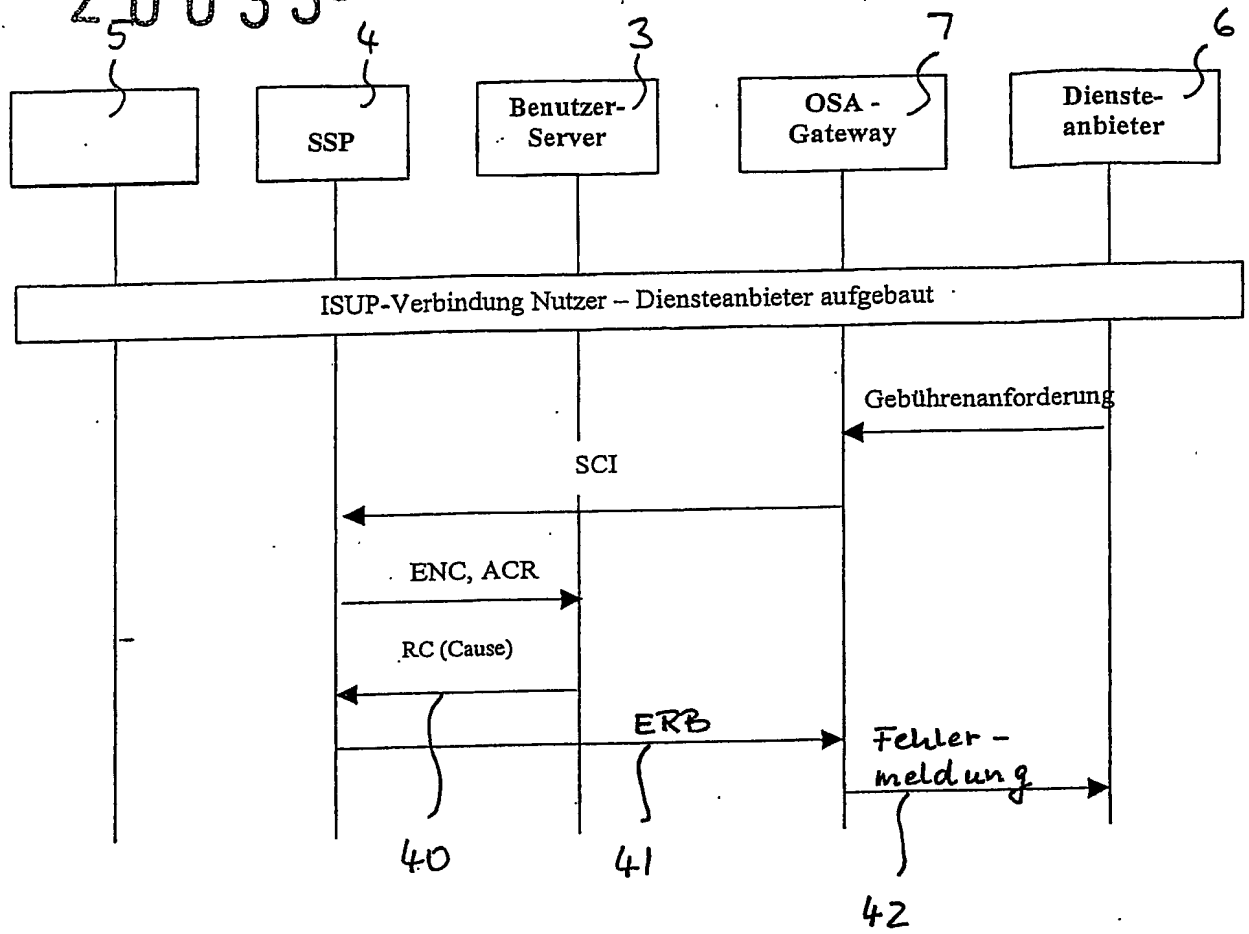 20035
5 4 3 7 6
SSP
Benutzer-
Server
OSA -
Gateway
Dienste-
anbieter
ISUP-Verbindung Nutzer – Diensteanbieter aufgebaut
Gebührenanforderung
SCI
ENC, ACR
RC (Cause)
ERB
Fehler-
meldung
40 41 42